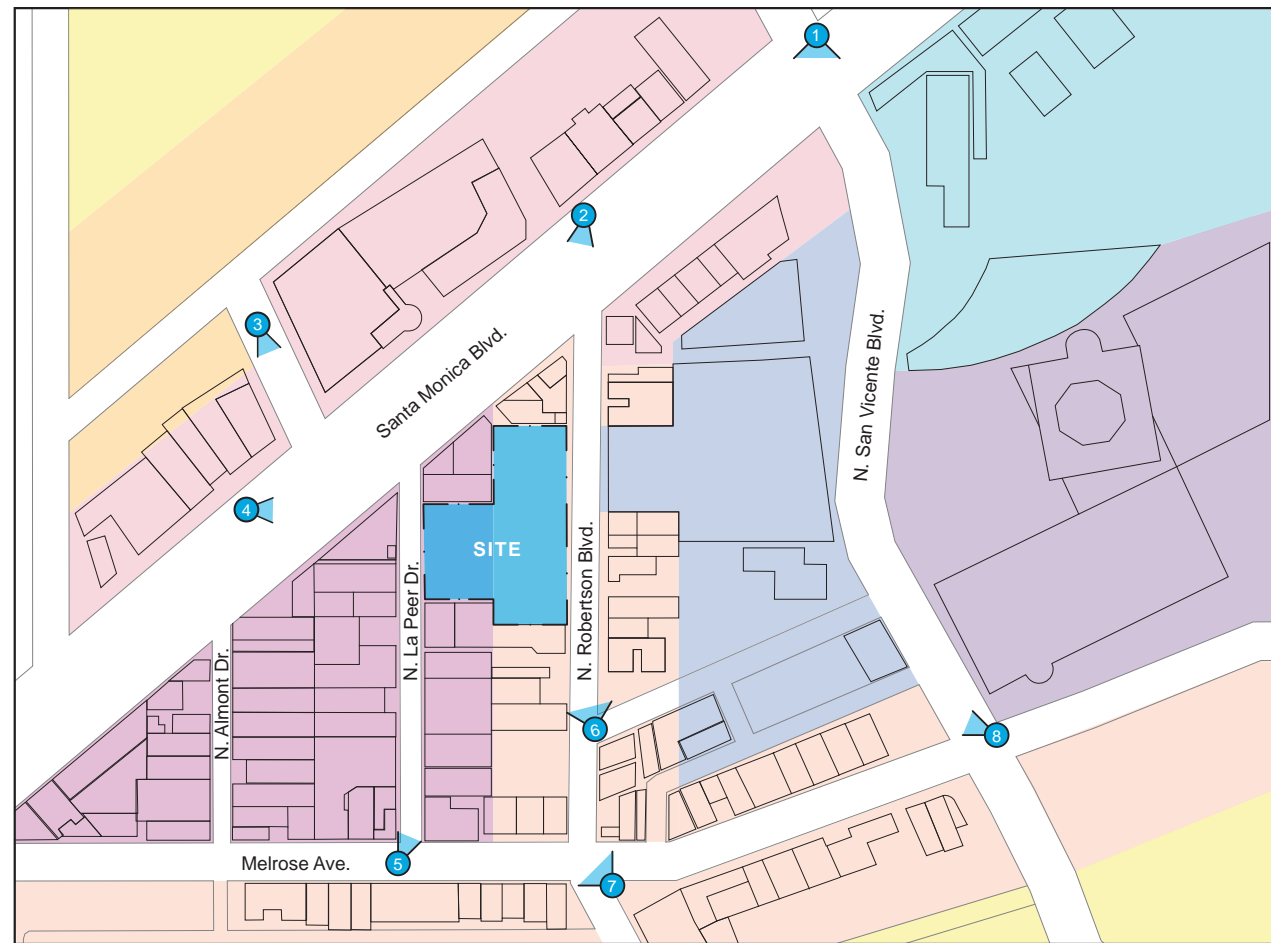 1
2
3
Santa Monica Blvd.
N. San Vicente Blvd.
4
SITE
N. Robertson Blvd.
N. La Peer Dr.
N. Almont Dr.
6
8
5
Melrose Ave.
7